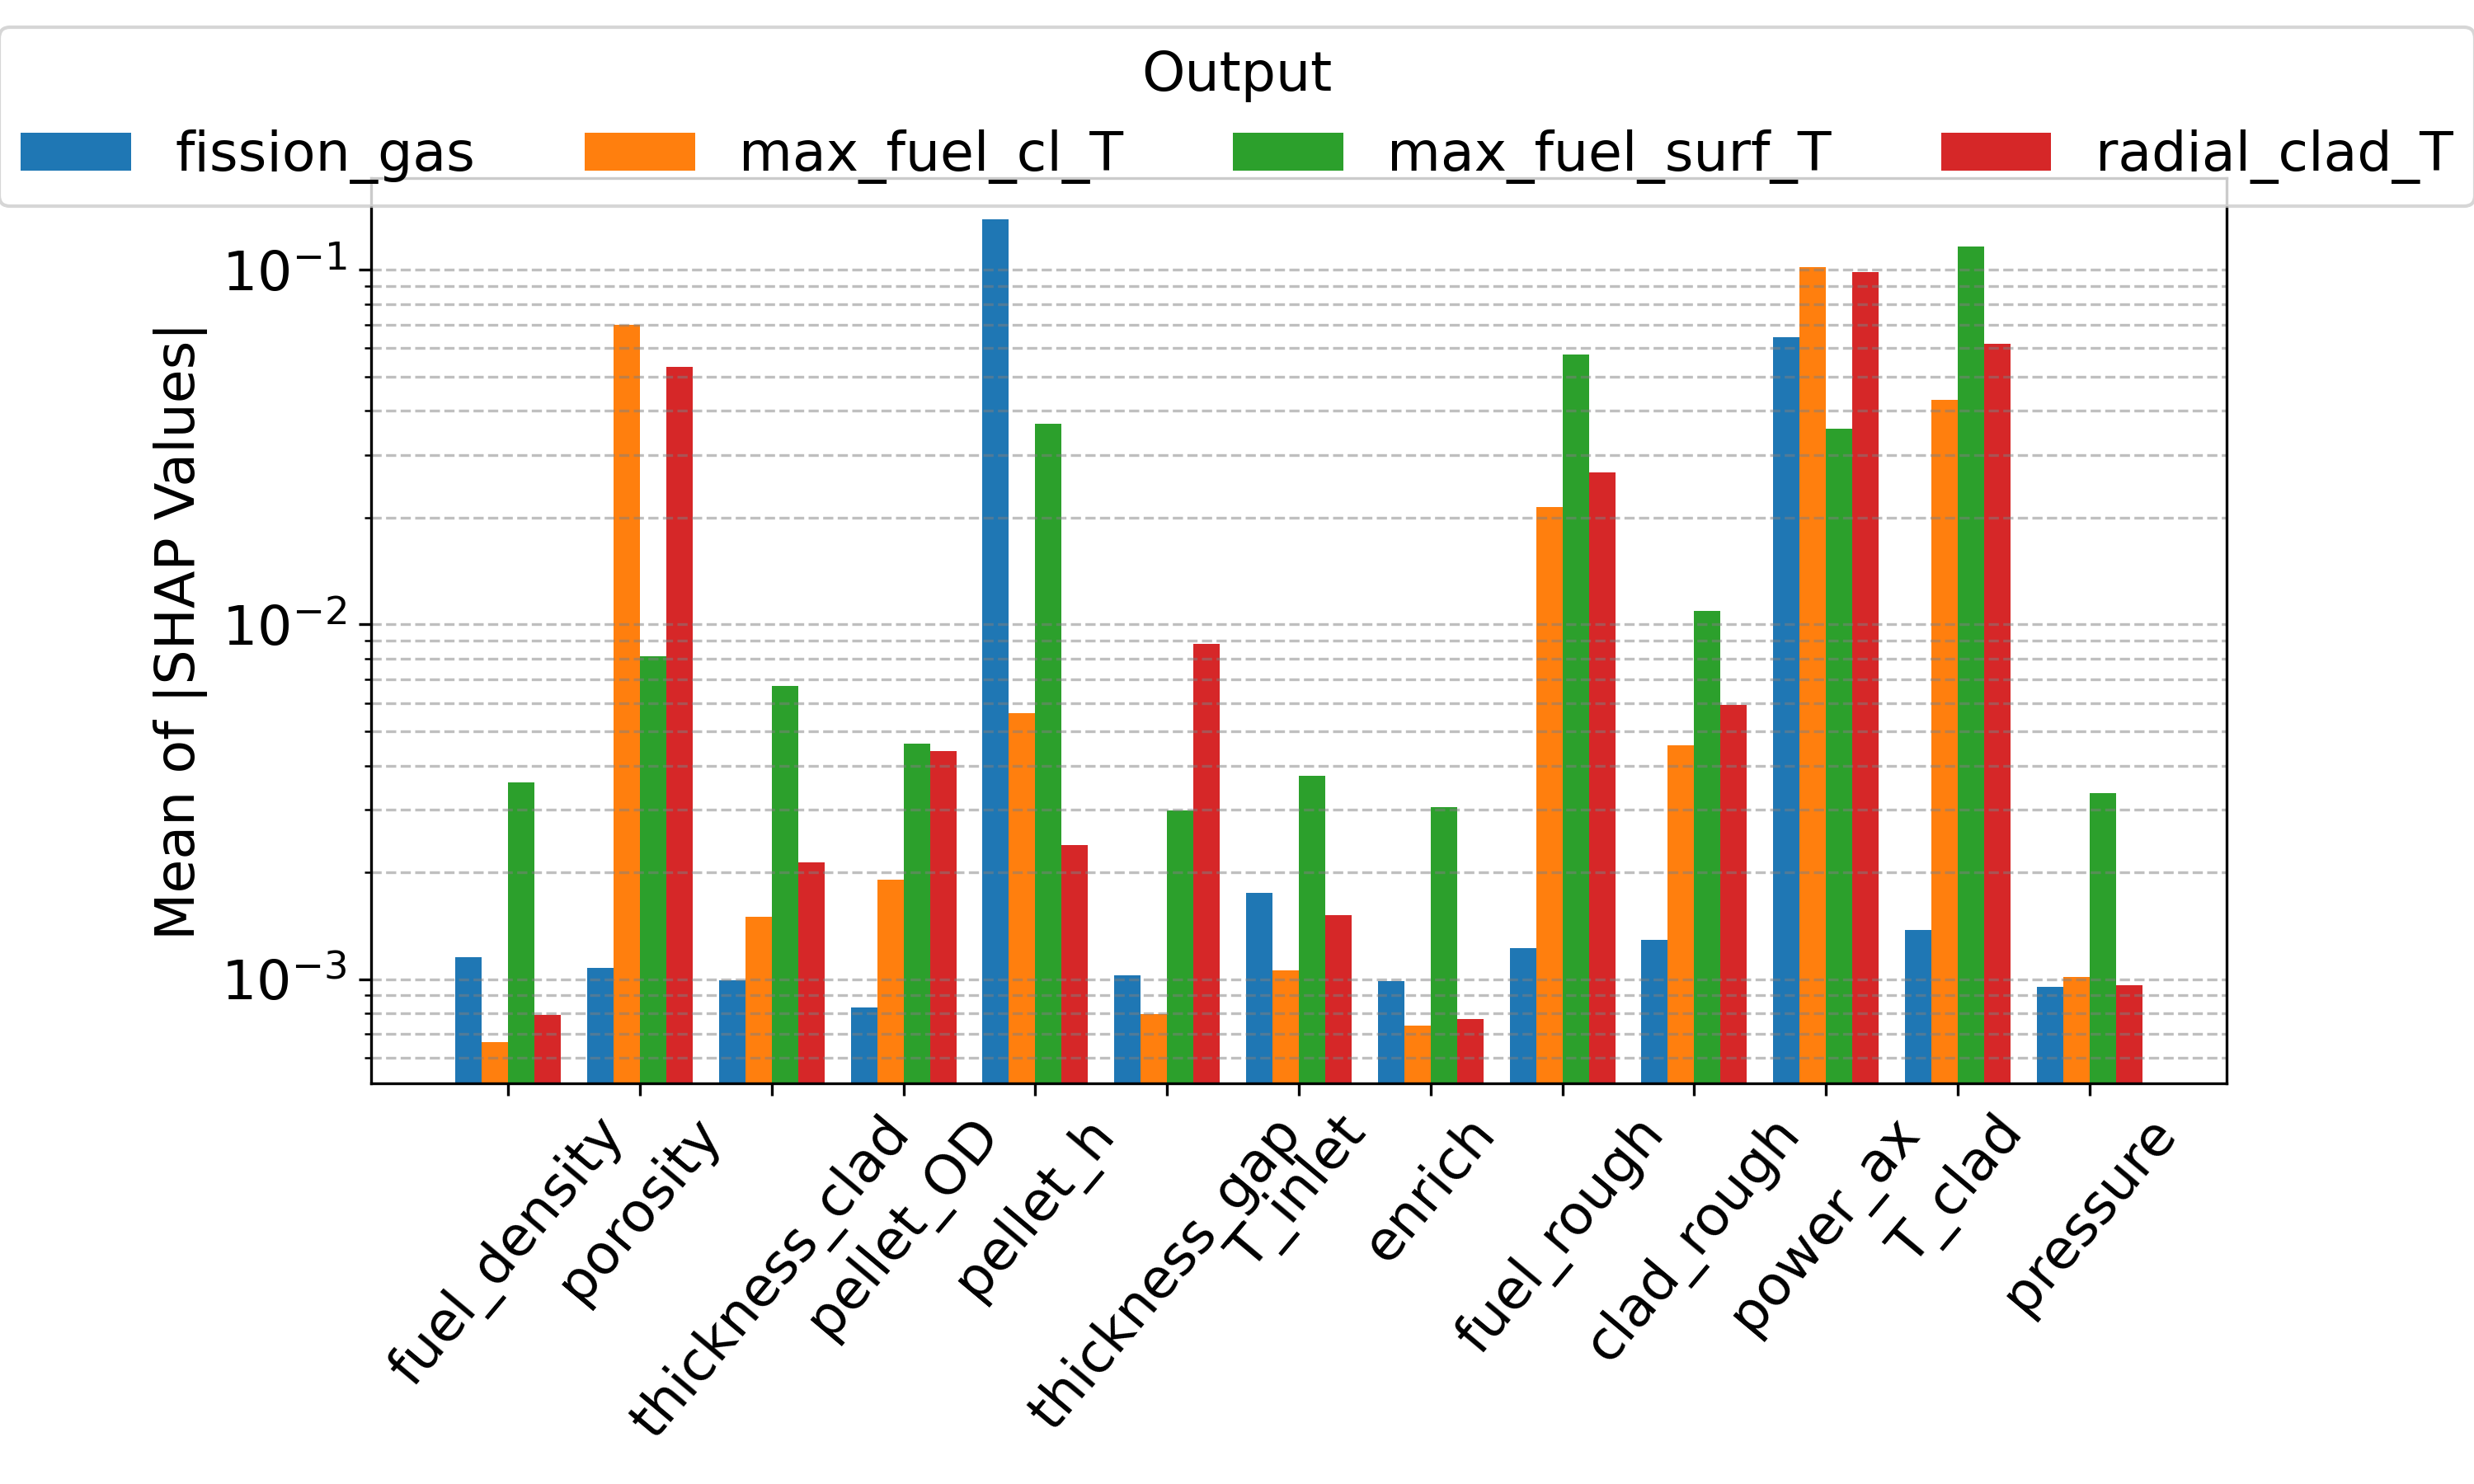 Output
fission_gas
max_fuel_cl_T
max_fuel_surf_T
radial_clad_T
Mean of |SHAP Values|
10⁻¹
10⁻²
10⁻³
fuel_density
porosity
thickness_clad
pellet_OD
pellet_h
thickness_gap
T_inlet
enrich
fuel_rough
clad_rough
power_ax
T_clad
pressure